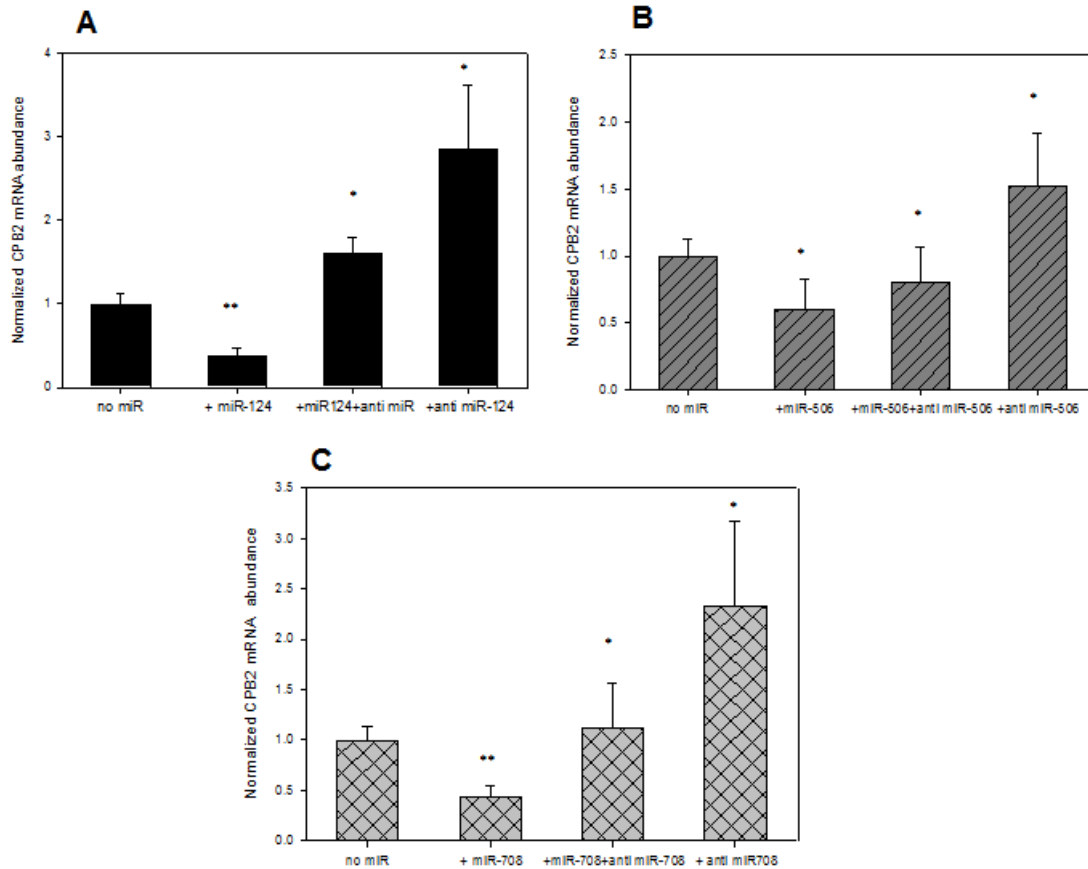 A
Normalized CPB2 mRNA abundance
4
3
2
1
0
*
**
*
*
no miR
+ miR-124
+miR124+anti miR
+anti miR-124
B
Normalized CPB2 mRNA abundance
2.5
2.0
1.5
1.0
0.5
0.0
*
*
*
no miR
+miR-506
+miR-506+anti miR-506
+anti miR-506
C
Normalized CPB2 mRNA abundance
3.5
3.0
2.5
2.0
1.5
1.0
0.5
0.0
*
*
**
no miR
+ miR-708
+miR-708+anti miR-708
+ anti miR708